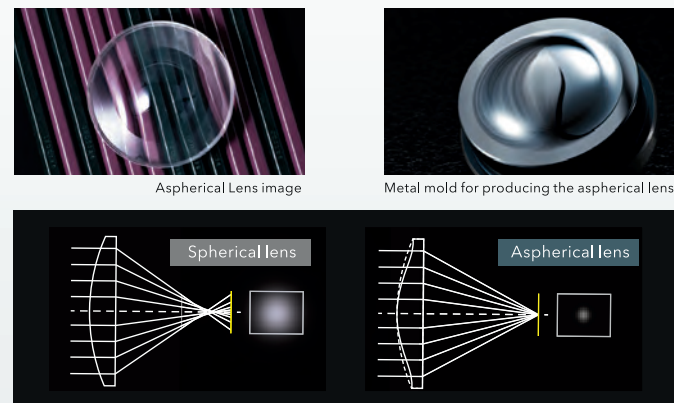 Aspherical Lens image
Metal mold for producing the aspherical lens
Spherical lens
Aspherical lens